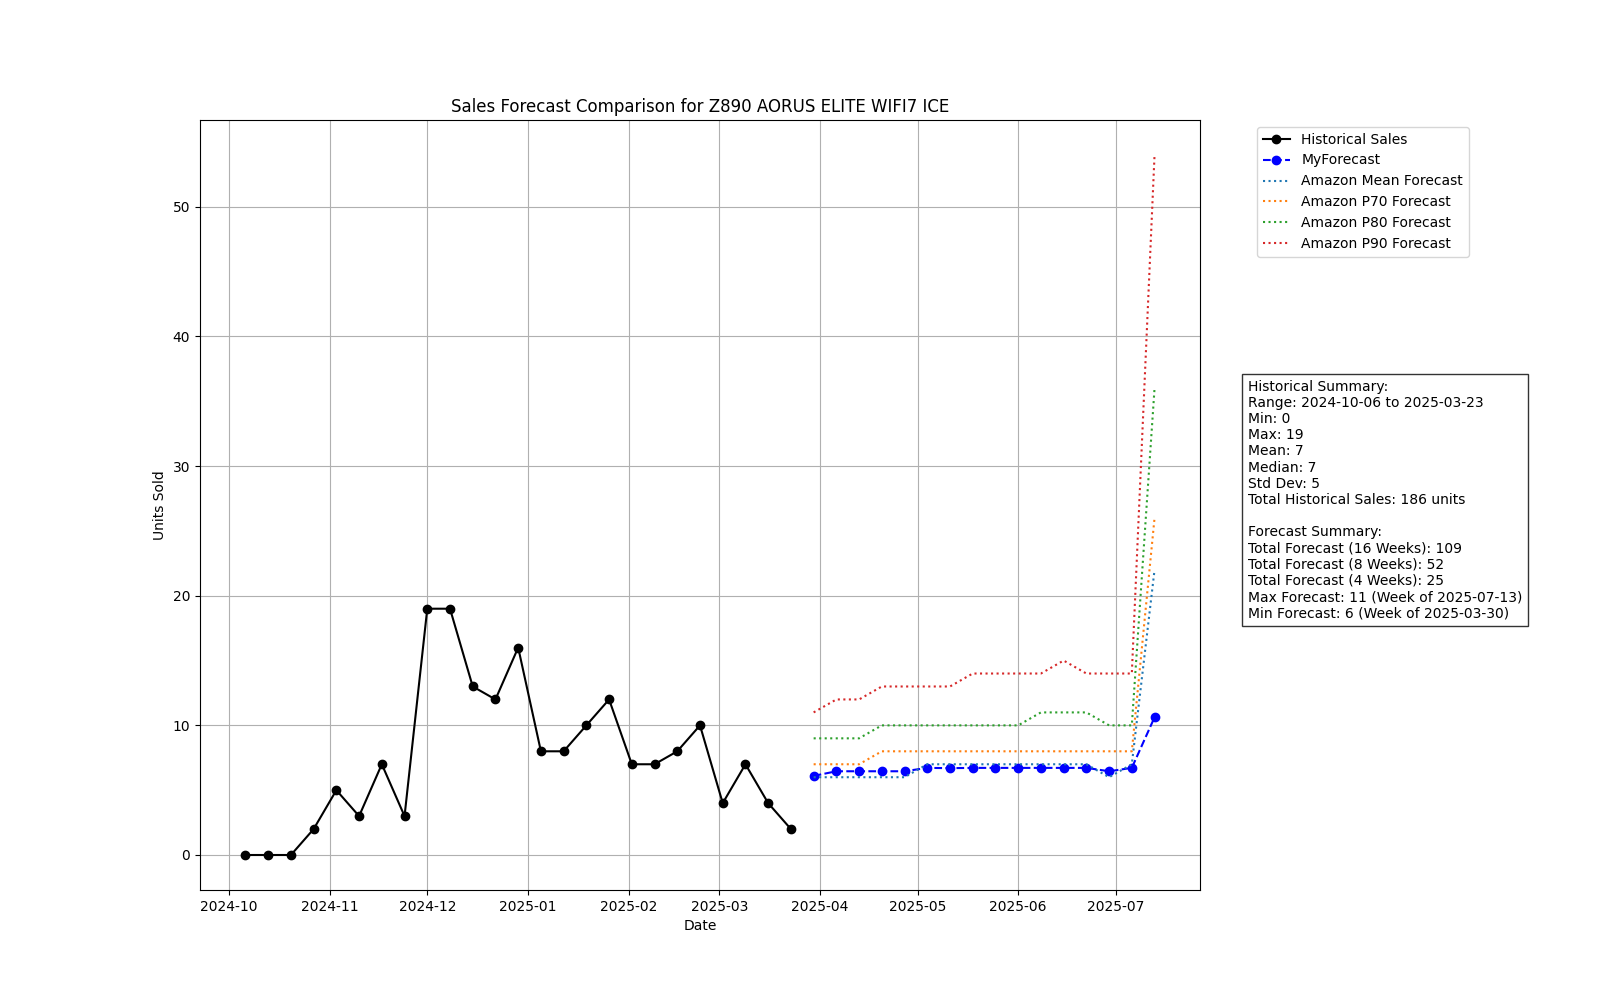 Sales Forecast Comparison for Z890 AORUS ELITE WIFI7 ICE
Units Sold
50
40
30
20
10
0
2024-10
2024-11
2024-12
2025-01
2025-02
2025-03
2025-04
2025-05
2025-06
2025-07
Date
Historical Sales
MyForecast
Amazon Mean Forecast
Amazon P70 Forecast
Amazon P80 Forecast
Amazon P90 Forecast
Historical Summary:
Range: 2024-10-06 to 2025-03-23
Min: 0
Max: 19
Mean: 7
Median: 7
Std Dev: 5
Total Historical Sales: 186 units
Forecast Summary:
Total Forecast (16 Weeks): 109
Total Forecast (8 Weeks): 52
Total Forecast (4 Weeks): 25
Max Forecast: 11 (Week of 2025-07-13)
Min Forecast: 6 (Week of 2025-03-30)